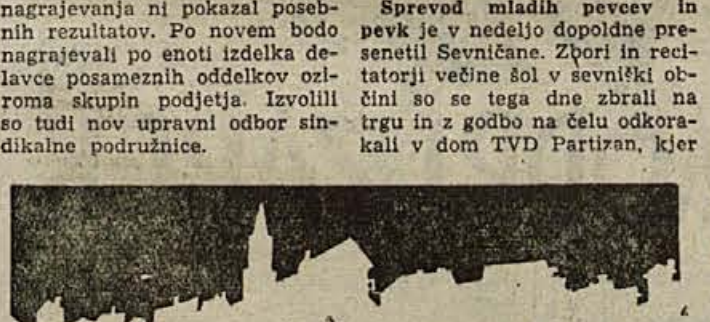 nagrajevanja ni pokazal poseb-
nih rezultatov. Po novem bodo
nagrajevali po enoti izdelka de-
lavce posameznih oddelkov ozi-
roma skupin podjetja. Izvolili
so tudi nov upravni odbor sin-
dikalne podružnice.
Sprevod mladih pevcev in
pevk je v nedeljo dopoldne pre-
senetil Sevničane. Zbori in reci-
tatorji večine šol v sevniški ob-
čini so se tega dne zbrali na
trgu in z godbo na čelu odkora-
kali v dom TVD Partizan, kjer